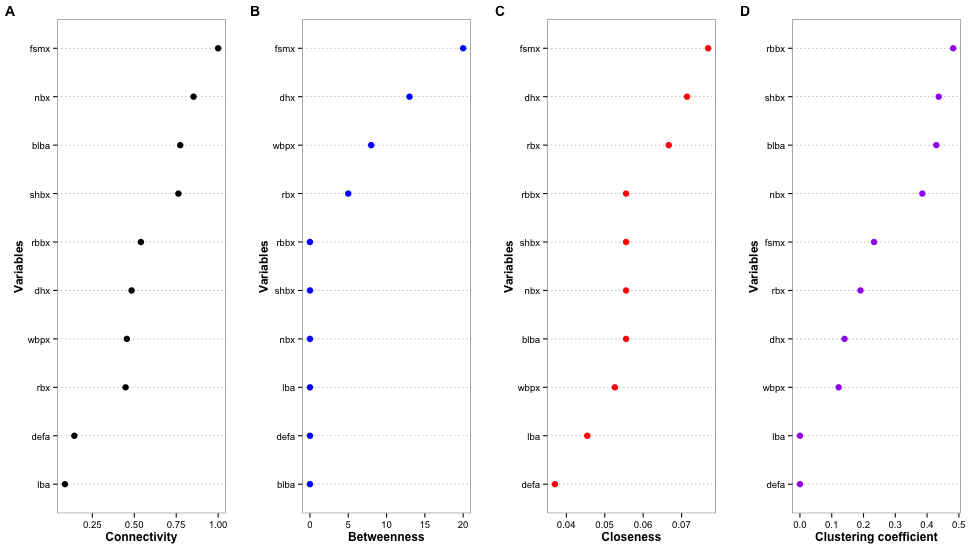 A
fsmx
nbx
blba
shbx
rbbx
dhx
wbpx
rbx
defa
lba
Variables
0.25 0.50 0.75 1.00
Connectivity
B
fsmx
dhx
wbpx
rbx
rbbx
shbx
nbx
lba
defa
blba
Variables
0 5 10 15 20
Betweenness
C
fsmx
dhx
rbx
rbbx
shbx
nbx
blba
wbpx
lba
defa
Variables
0.04 0.05 0.06 0.07
Closeness
D
rbbx
shbx
blba
nbx
fsmx
rbx
dhx
wbpx
lba
defa
Variables
0.0 0.1 0.2 0.3 0.4 0.5
Clustering coefficient